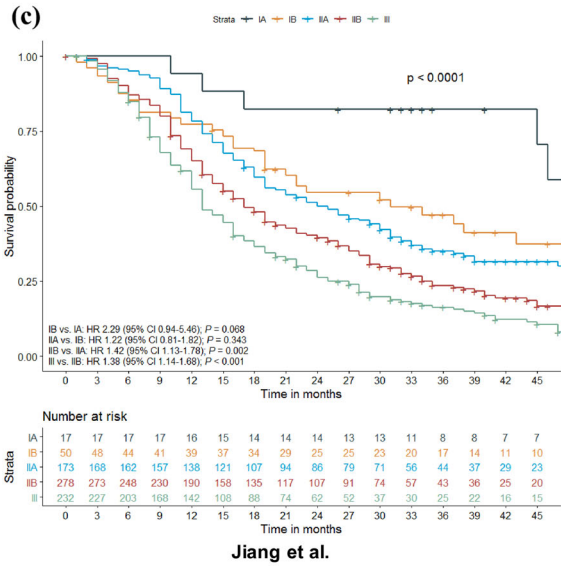 (c)
Strata IA IB IIA IIB III
p < 0.0001
1.00
0.75
0.50
0.25
0.00
Survival probability
IB vs. IA: HR 2.29 (95% CI 0.94-5.46); P = 0.068
IIA vs. IB: HR 1.22 (95% CI 0.81-1.82; P = 0.343
IIB vs. IIA: HR 1.42 (95% CI 1.13-1.78); P = 0.002
III vs. IIB: HR 1.38 (95% CI 1.14-1.68); P < 0.001
0 3 6 9 12 15 18 21 24 27 30 33 36 39 42 45
Time in months
Number at risk
Strata
IA 17 17 17 17 16 15 14 14 14 13 13 11 8 8 7 7
IB 50 48 44 41 39 37 34 29 25 25 23 20 17 14 11 10
IIA 173 168 162 157 138 121 107 94 86 79 71 56 44 37 29 23
IIB 278 273 248 230 190 158 135 117 107 91 74 57 43 36 25 20
III 232 227 203 168 142 108 88 74 62 52 37 30 25 22 16 15
0 3 6 9 12 15 18 21 24 27 30 33 36 39 42 45
Time in months
Jiang et al.